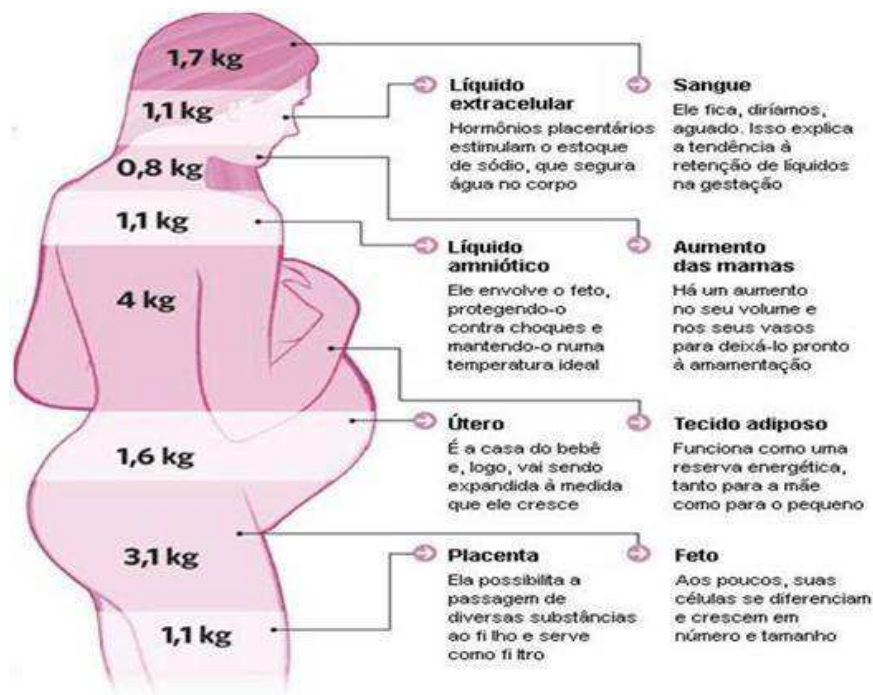 1,7 kg
1,1 kg
0,8 kg
1,1 kg
4 kg
1,6 kg
3,1 kg
1,1 kg
Líquido
extracelular
Hormônios placentários
estimulam o estoque
de sódio, que segura
água no corpo
Sangue
Ele fica, diríamos,
aguado. Isso explica
a tendência à
retenção de líquidos
na gestação
Líquido
amniótico
Ele envolve o feto,
protegendo-o
contra choques e
mantendo-o numa
temperatura ideal
Aumento
das mamas
Há um aumento
no seu volume e
nos seus vasos
para deixá-lo pronto
à amamentação
Útero
É a casa do bebê
e, logo, vai sendo
expandida à medida
que ele cresce
Tecido adiposo
Funciona como uma
reserva energética,
tanto para a mãe
como para o pequeno
Placenta
Ela possibilita a
passagem de
diversas substâncias
ao fi lho e serve
como fi ltro
Feto
Aos poucos, suas
células se diferenciam
e crescem em
número e tamanho